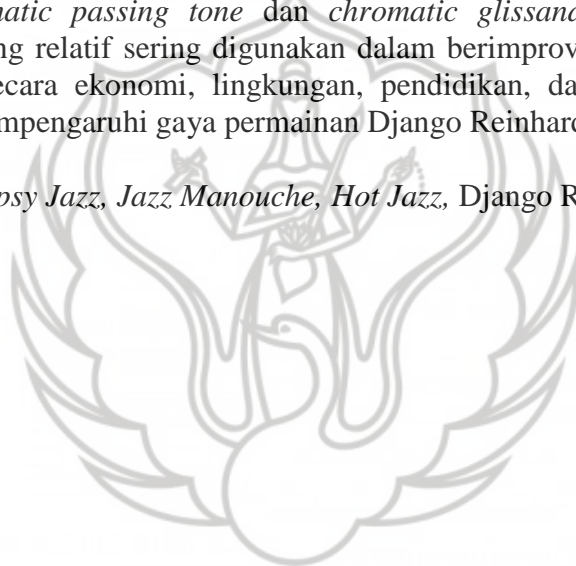 matic passing tone dan chromatic glissand
ng relatif sering digunakan dalam berimprov
ecara ekonomi, lingkungan, pendidikan, da
mpengaruhi gaya permainan Django Reinhard
psy Jazz, Jazz Manouche, Hot Jazz, Django R